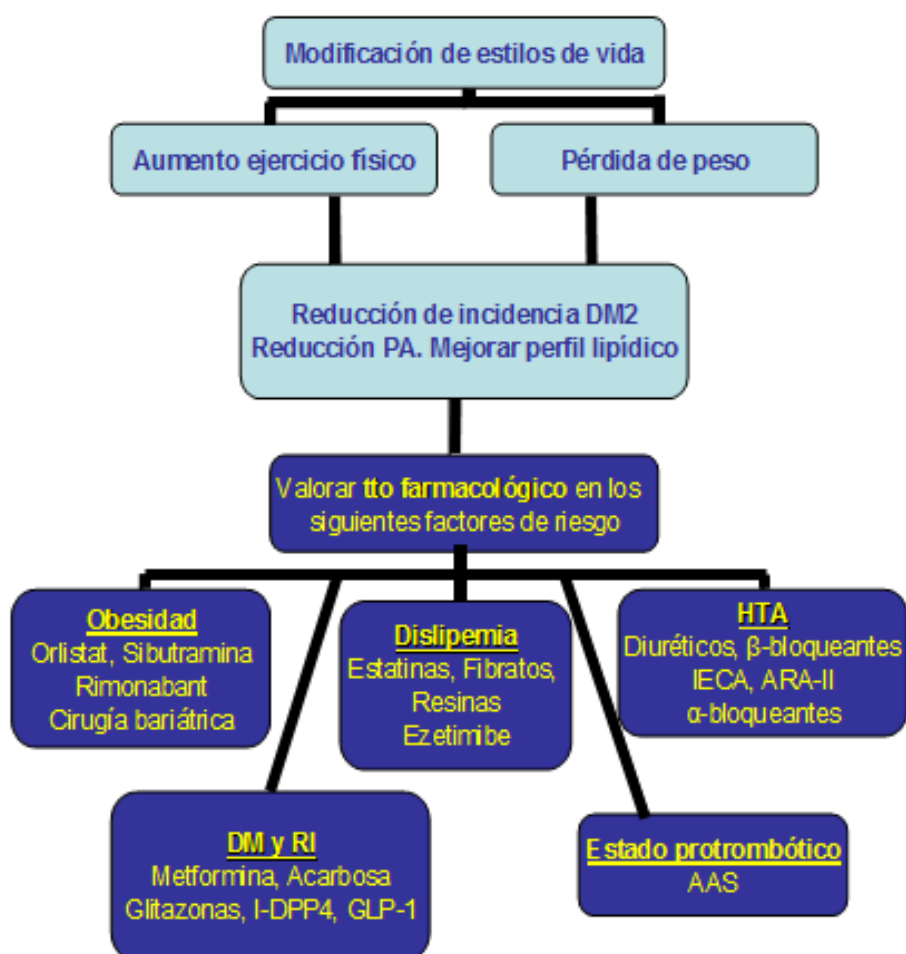 Modificación de estilos de vida
Aumento ejercicio físico
Pérdida de peso
Reducción de incidencia DM2
Reducción PA. Mejorar perfil lipídico
Valorar tto farmacológico en los
siguientes factores de riesgo
Obesidad
Orlistat, Sibutramina
Rimonabant
Cirugía bariátrica
Dislipemia
Estatinas, Fibratos,
Resinas
Ezetimibe
HTA
Diuréticos, β-bloqueantes
IECA, ARA-II
α-bloqueantes
DM y RI
Metformina, Acarbosa
Glitazonas, I-DPP4, GLP-1
Estado protrombótico
AAS